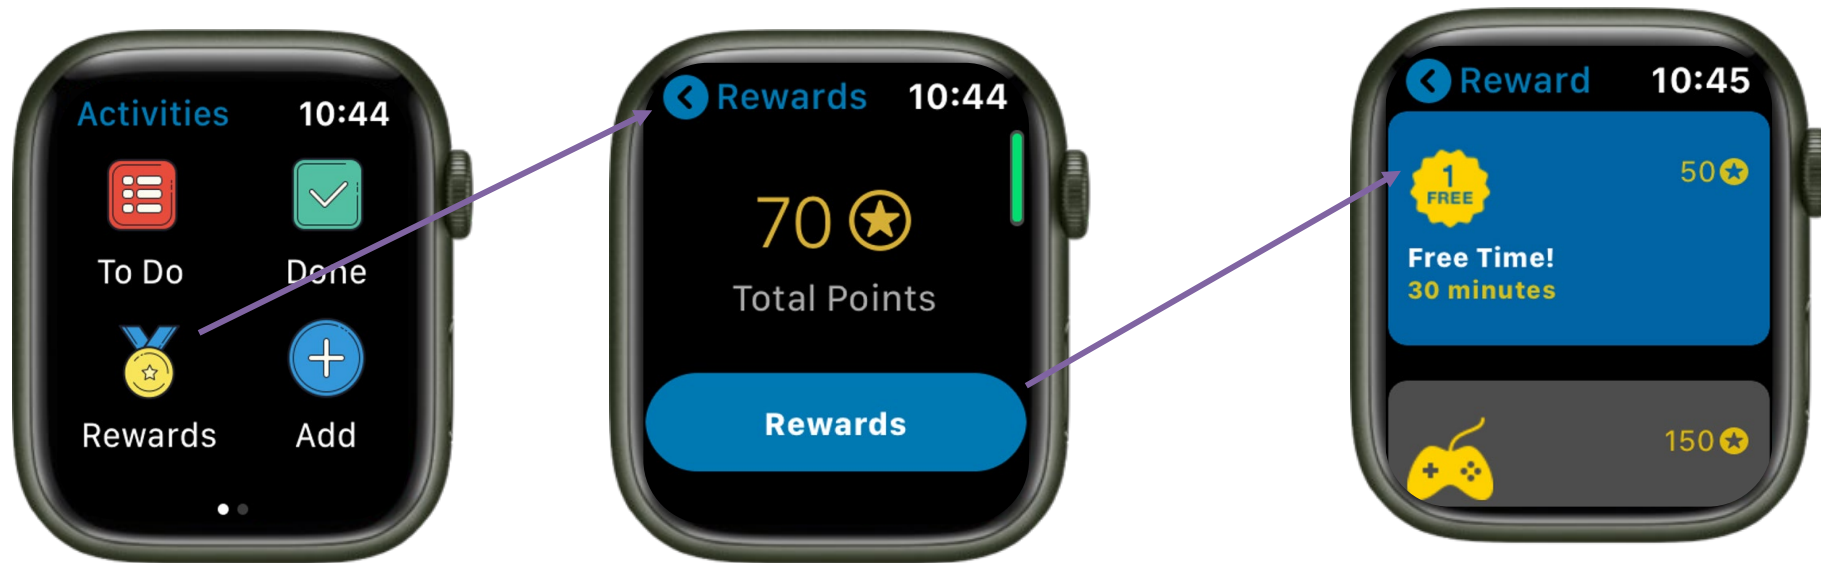 Activities 10:44
To Do Done
Rewards Add
Rewards 10:44
70
Total Points
Rewards
Reward 10:45
1
FREE
50
Free Time!
30 minutes
150